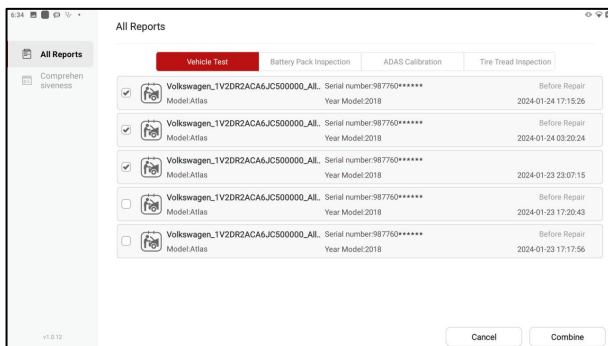 6:34
All Reports
All Reports
Comprehen
siveness
Vehicle Test
Battery Pack Inspection
ADAS Calibration
Tire Tread Inspection
Volkswagen_1V2DR2ACA6JC500000_All.. Serial number:987760****** Before Repair
Model:Atlas Year Model:2018 2024-01-24 17:15:26
Volkswagen_1V2DR2ACA6JC500000_All.. Serial number:987760****** Before Repair
Model:Atlas Year Model:2018 2024-01-24 03:20:24
Volkswagen_1V2DR2ACA6JC500000_All.. Serial number:987760******
Model:Atlas Year Model:2018 2024-01-23 23:07:15
Volkswagen_1V2DR2ACA6JC500000_All.. Serial number:987760****** Before Repair
Model:Atlas Year Model:2018 2024-01-23 17:20:43
Volkswagen_1V2DR2ACA6JC500000_All.. Serial number:987760****** Before Repair
Model:Atlas Year Model:2018 2024-01-23 17:17:56
v1.0.12
Cancel
Combine